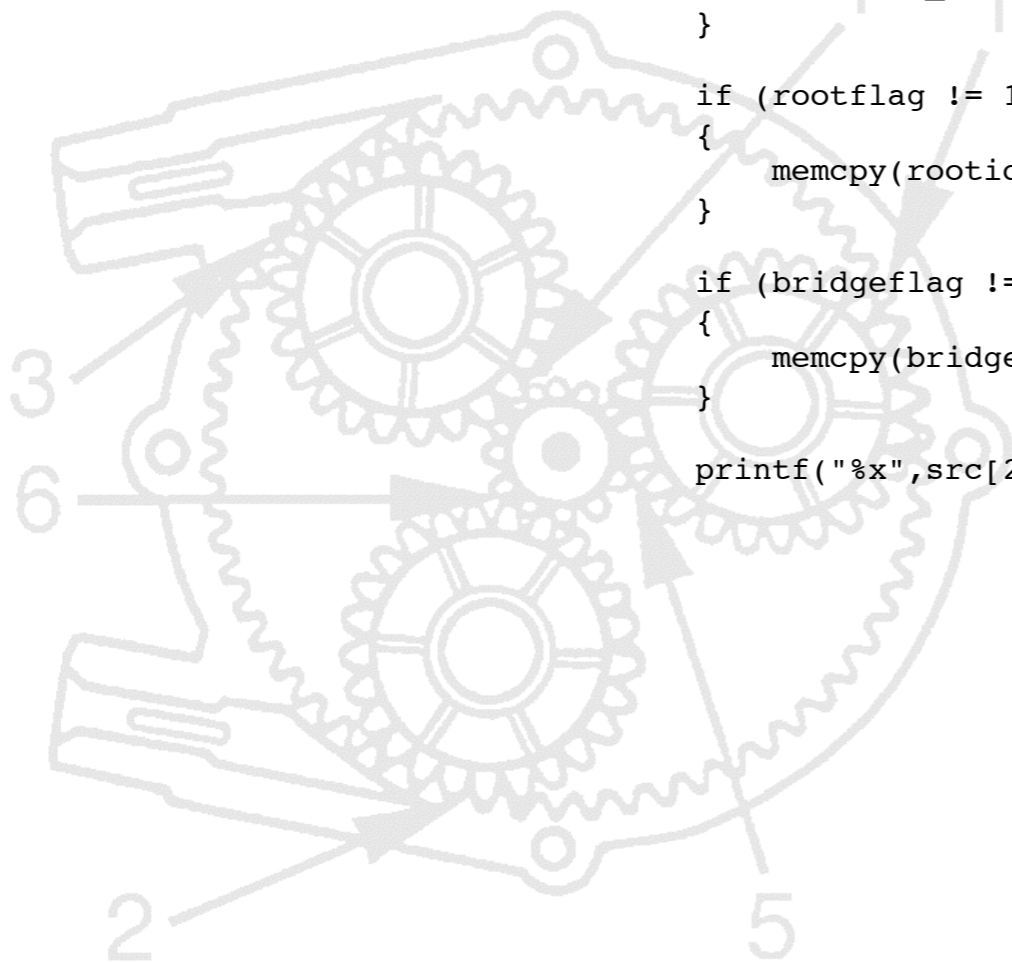 }
if (rootflag != 1
{
memcpy(rootic
}
if (bridgeflag !=
{
memcpy(bridge
}
printf("%x",src[2
3
6
2
5